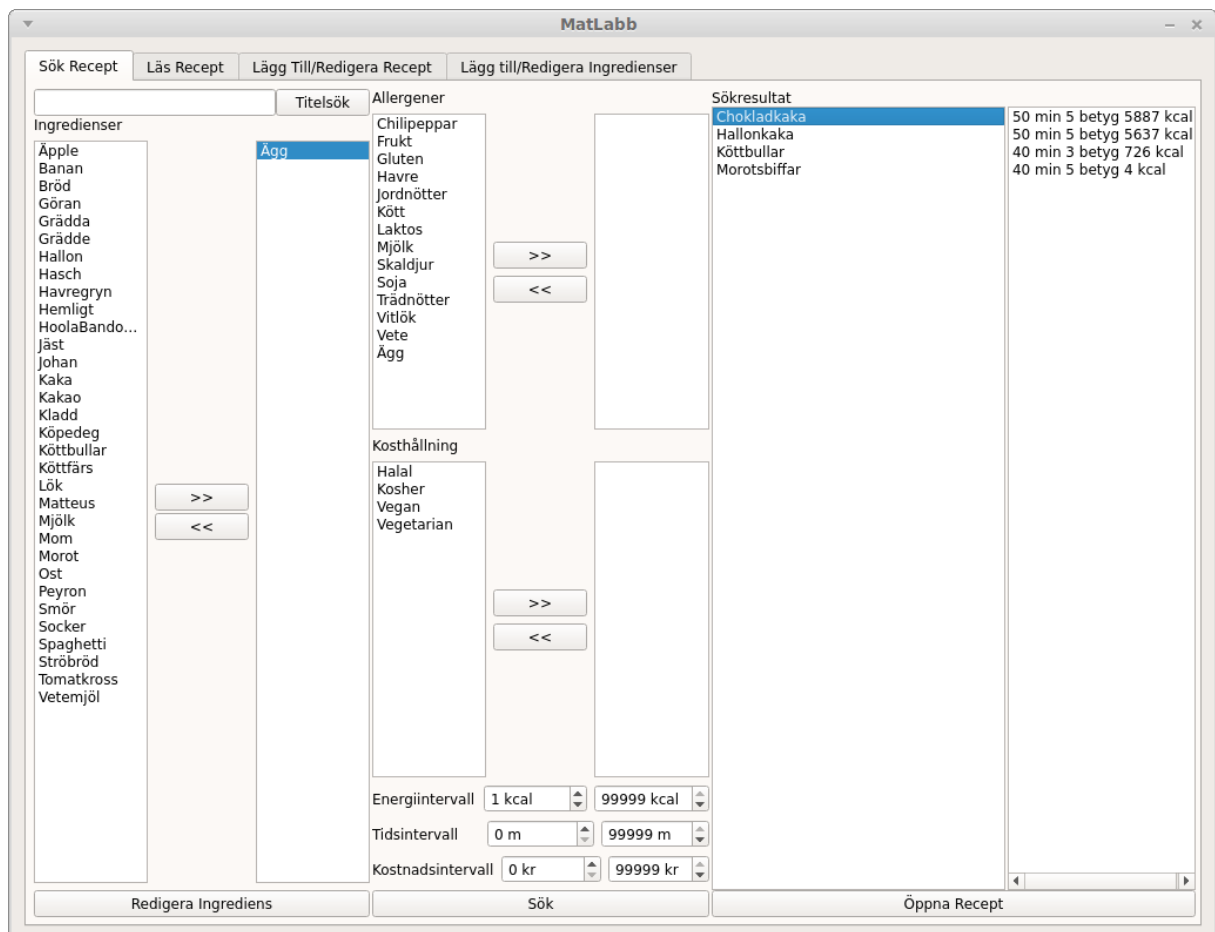 MatLabb
Sök Recept
Läs Recept
Lägg Till/Redigera Recept
Lägg till/Redigera Ingredienser
Titelsök
Ingredienser
Äpple
Banan
Bröd
Göran
Grädda
Grädde
Hallon
Hasch
Havregryn
Hemligt
HoolaBando...
Jäst
Johan
Kaka
Kakao
Kladd
Köpedeg
Köttbullar
Köttfärs
Lök
Matteus
Mjölk
Mom
Morot
Ost
Peyron
Smör
Socker
Spaghetti
Ströbröd
Tomatkross
Vetemjöl
>>
<<
Ägg
Redigera Ingrediens
Allergener
Chilipeppar
Frukt
Gluten
Havre
Jordnötter
Kött
Laktos
Mjölk
Skaldjur
Soja
Trädnötter
Vitlök
Vete
Ägg
>>
<<
Kosthållning
Halal
Kosher
Vegan
Vegetarian
>>
<<
Energiintervall 1 kcal 99999 kcal
Tidsintervall 0 m 99999 m
Kostnadsintervall 0 kr 99999 kr
Sök
Sökresultat
Chokladkaka 50 min 5 betyg 5887 kcal
Hallonkaka 50 min 5 betyg 5637 kcal
Köttbullar 40 min 3 betyg 726 kcal
Morotsbiffar 40 min 5 betyg 4 kcal
Öppna Recept